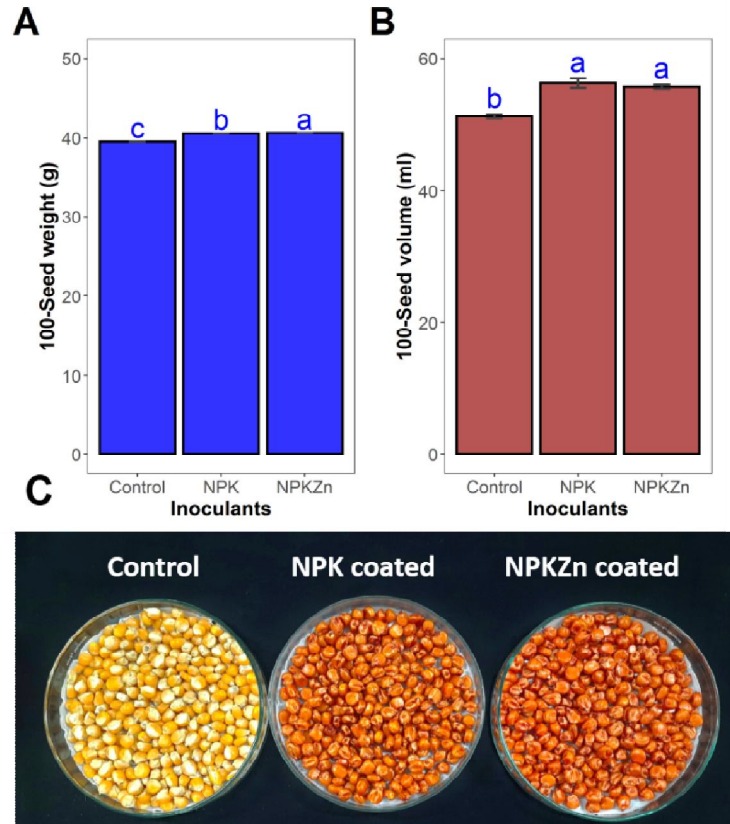 A
100-Seed weight (g)
50
40
30
20
10
0
c
b
a
Control
NPK
NPKZn
Inoculants
B
100-Seed volume (ml)
60
40
20
0
b
a
a
Control
NPK
NPKZn
Inoculants
C
Control
NPK coated
NPKZn coated